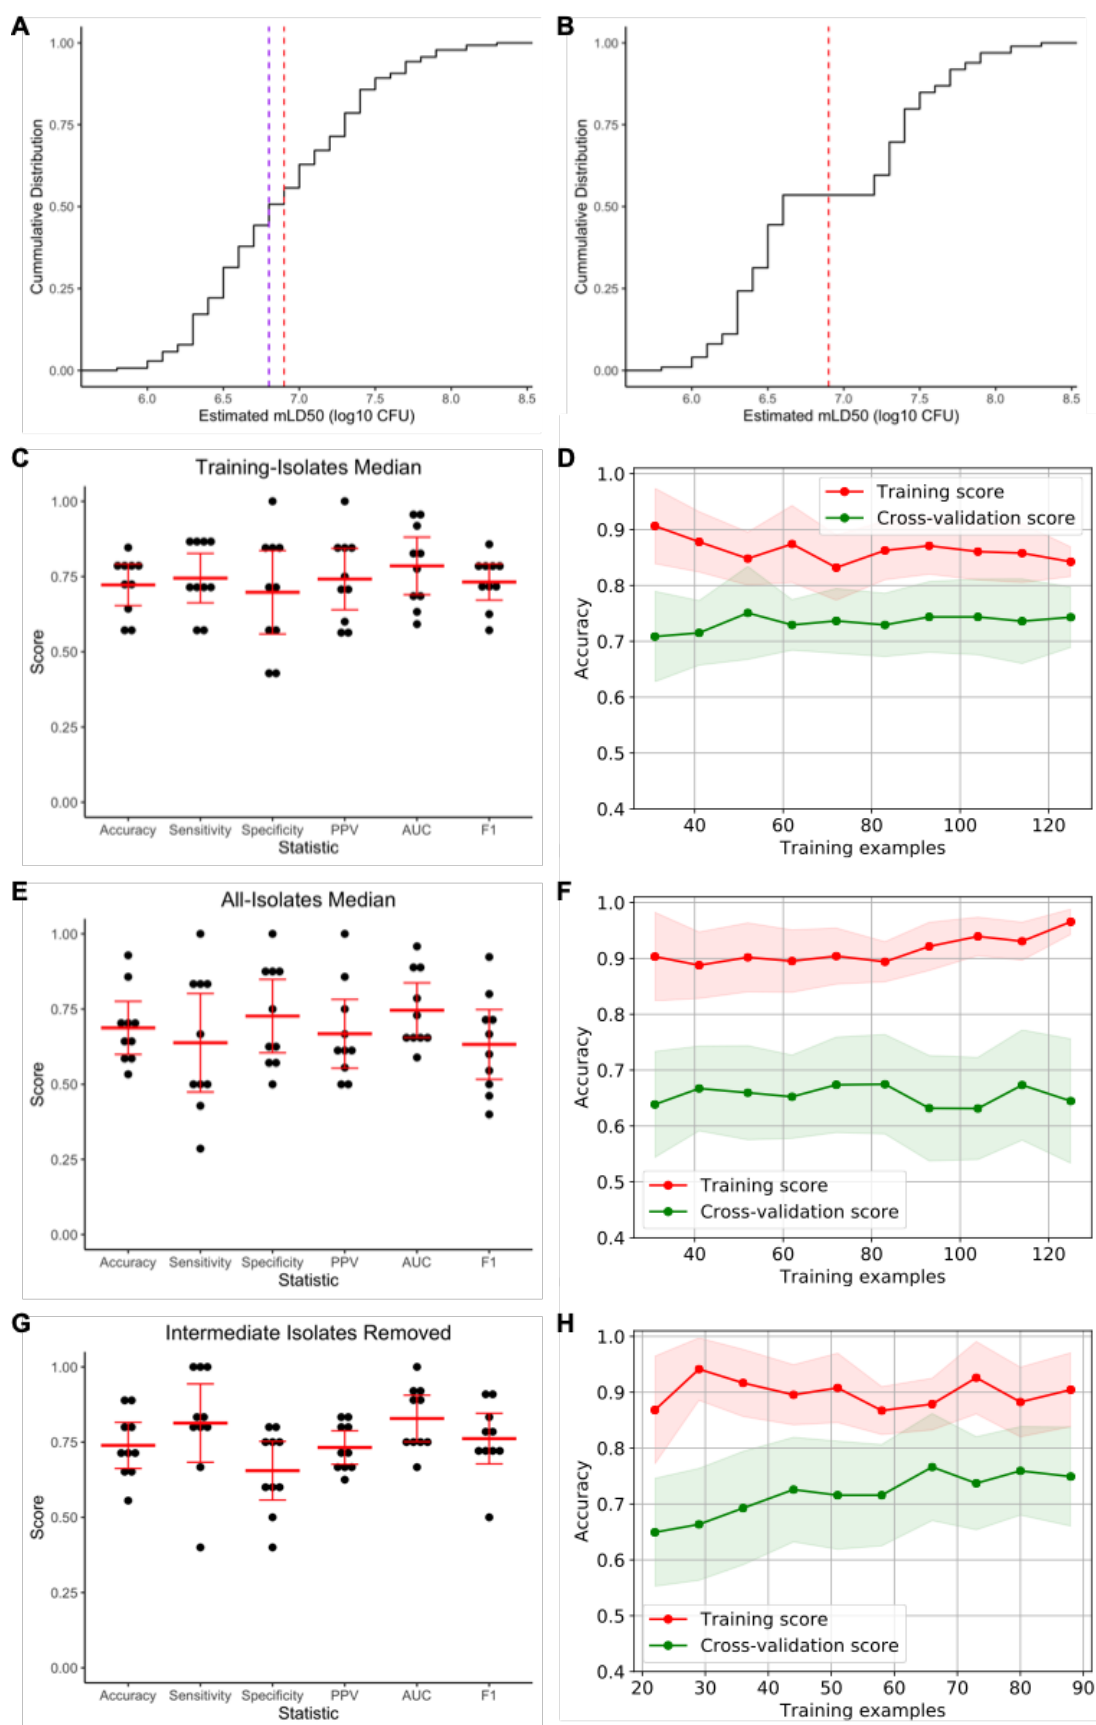 A
1.00
0.75
0.50
0.25
0.00
Cummulative Distribution
6.0 6.5 7.0 7.5 8.0 8.5
Estimated mLD50 (log10 CFU)
B
1.00
0.75
0.50
0.25
0.00
Cummulative Distribution
6.0 6.5 7.0 7.5 8.0 8.5
Estimated mLD50 (log10 CFU)
C
Training-Isolates Median
1.00
0.75
0.50
0.25
0.00
Score
Accuracy Sensitivity Specificity PPV AUC F1
Statistic
D
1.0
0.9
0.8
0.7
0.6
0.5
0.4
Accuracy
Training score
Cross-validation score
40 60 80 100 120
Training examples
E
All-Isolates Median
1.00
0.75
0.50
0.25
0.00
Score
Accuracy Sensitivity Specificity PPV AUC F1
Statistic
F
1.0
0.9
0.8
0.7
0.6
0.5
0.4
Accuracy
Training score
Cross-validation score
40 60 80 100 120
Training examples
G
Intermediate Isolates Removed
1.00
0.75
0.50
0.25
0.00
Score
Accuracy Sensitivity Specificity PPV AUC F1
Statistic
H
1.0
0.9
0.8
0.7
0.6
0.5
0.4
Accuracy
Training score
Cross-validation score
20 30 40 50 60 70 80 90
Training examples